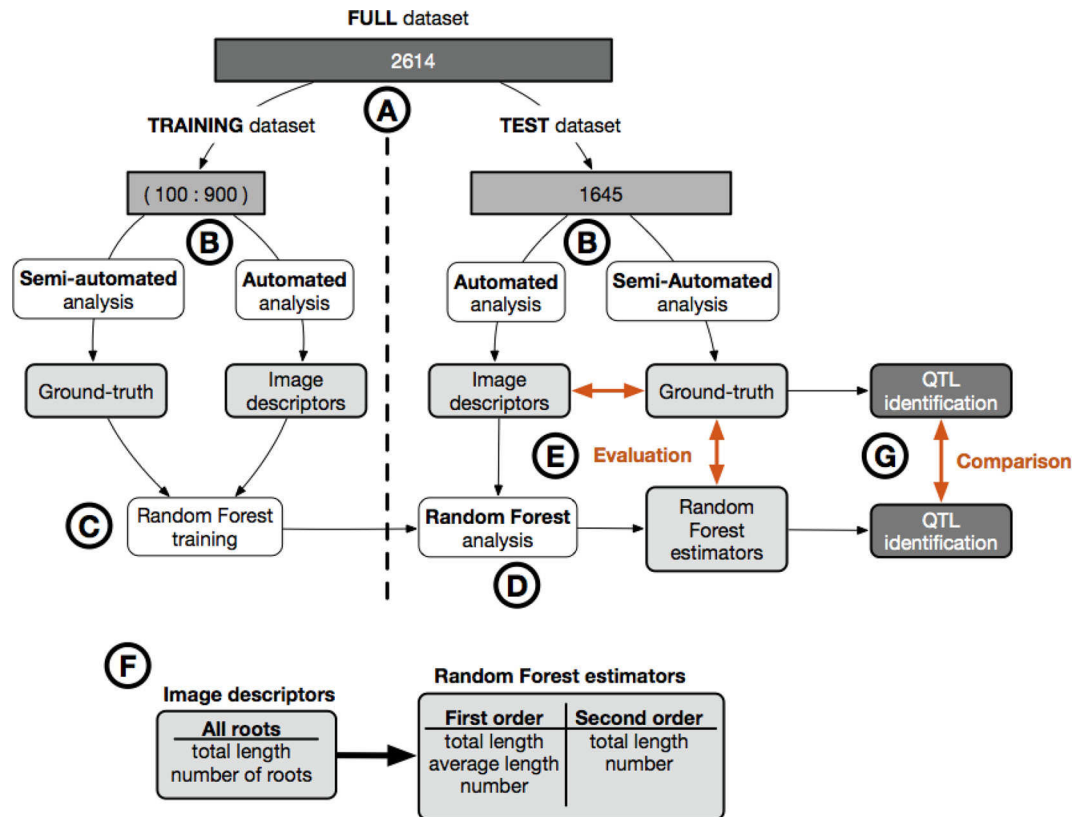 FULL dataset
2614
A
TRAINING dataset
TEST dataset
( 100 : 900 )
1645
B
B
Semi-automated
analysis
Automated
analysis
Automated
analysis
Semi-Automated
analysis
Ground-truth
Image
descriptors
Image
descriptors
Ground-truth
QTL
identification
E
Evaluation
G
Comparison
C
Random Forest
training
Random Forest
analysis
Random
Forest
estimators
QTL
identification
D
F
Image descriptors
All roots
total length
number of roots
Random Forest estimators
First order
total length
average length
number
Second order
total length
number